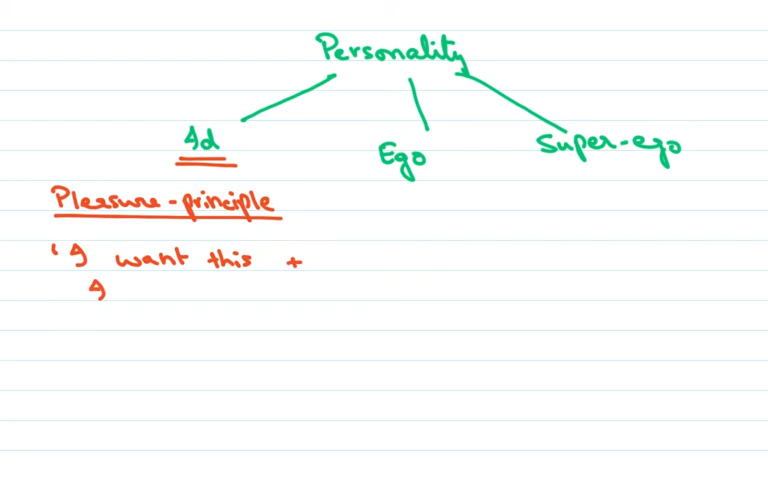 Personality
Id
Ego
Super-ego
Pleasure-principle
'I want this +
I